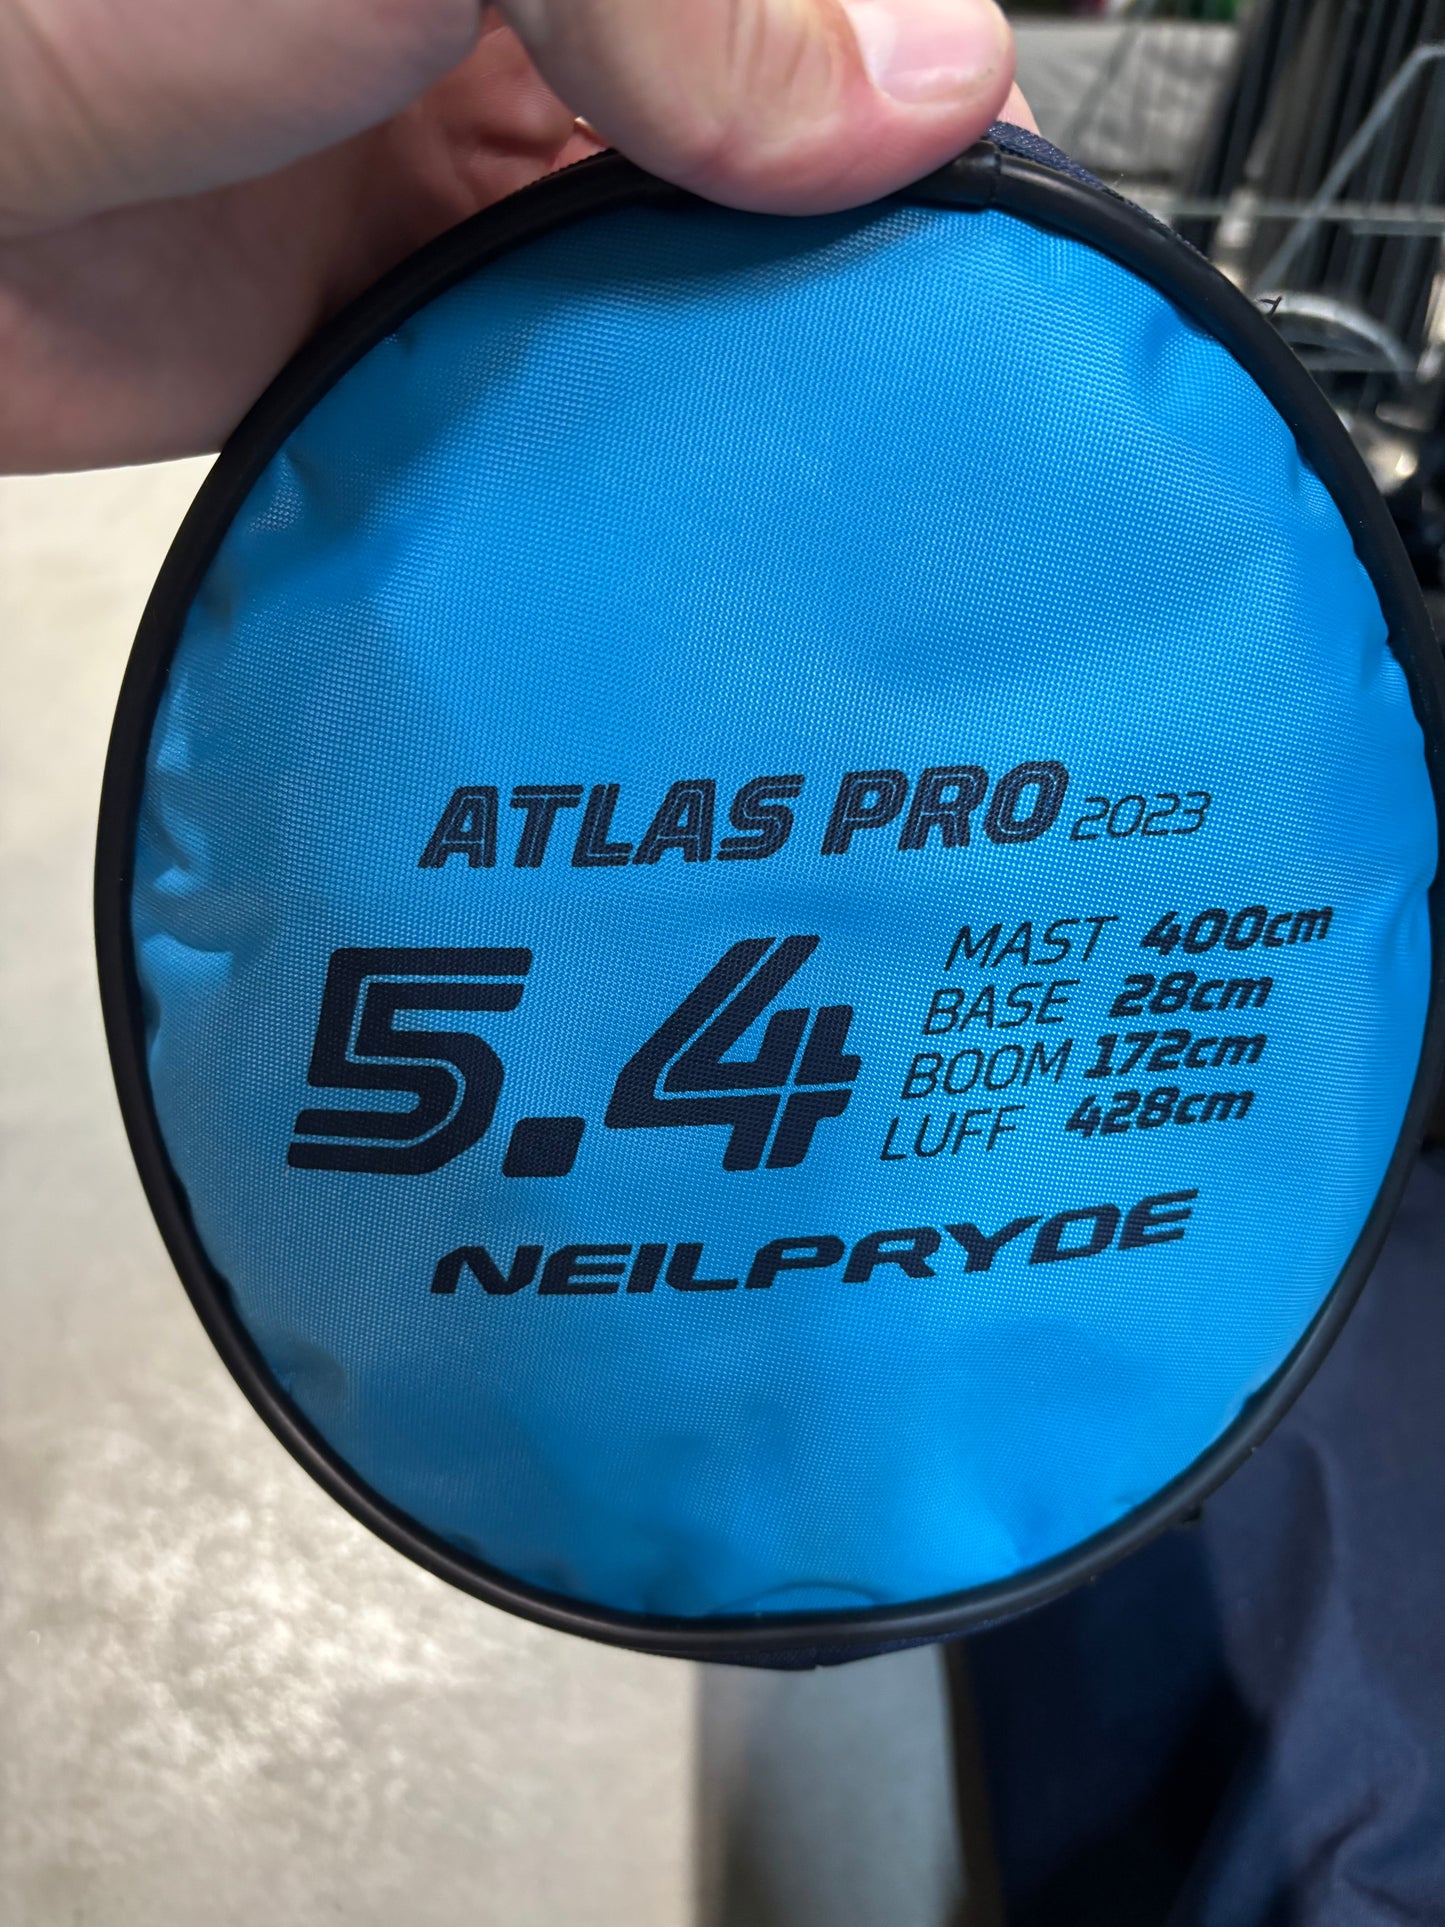 ATLAS PRO 2023
5.4
MAST 400cm
BASE 28cm
BOOM 172cm
LUFF 428cm
NEILPRYDE